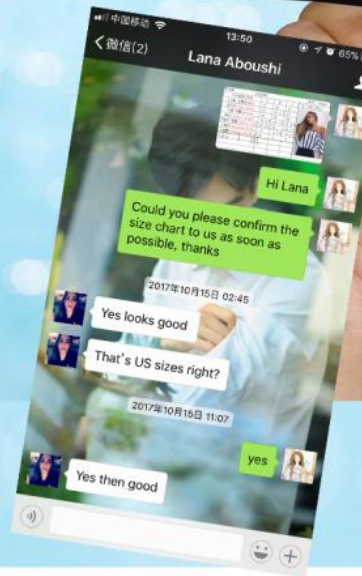 中国移动
13:50
65%
微信(2)
Lana Aboushi
Hi Lana
Could you please confirm the
size chart to us as soon as
possible, thanks
2017年10月15日 02:45
Yes looks good
That's US sizes right?
2017年10月15日 11:07
yes
Yes then good